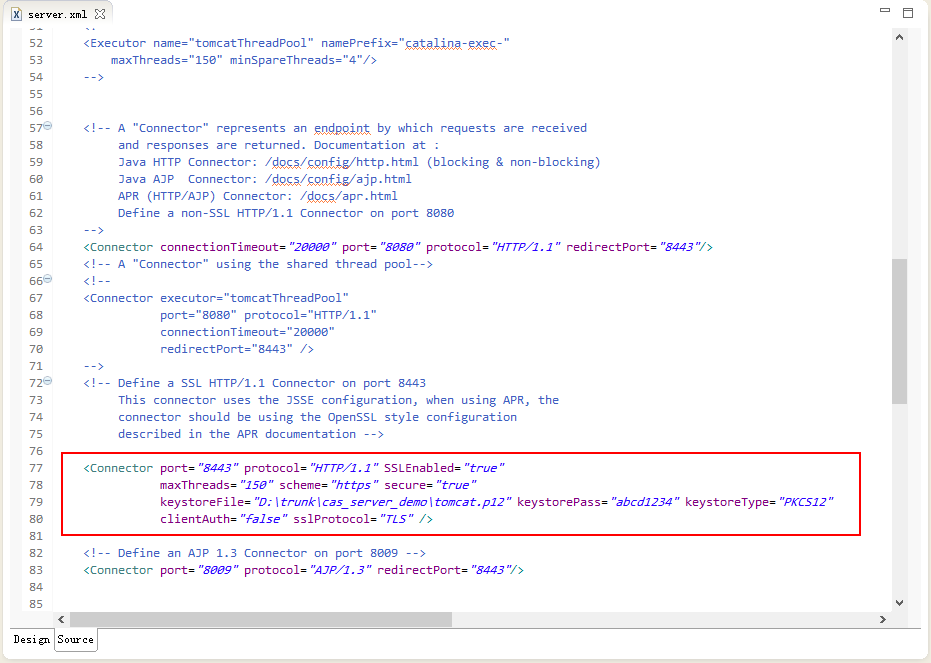 server.xml
51
52 <Executor name="tomcatThreadPool" namePrefix="catalina-exec-"
53 maxThreads="150" minSpareThreads="4"/>
54 -->
55
56
57 <!-- A "Connector" represents an endpoint by which requests are received
58 and responses are returned. Documentation at :
59 Java HTTP Connector: /docs/config/http.html (blocking & non-blocking)
60 Java AJP  Connector: /docs/config/ajp.html
61 APR (HTTP/AJP) Connector: /docs/apr.html
62 Define a non-SSL HTTP/1.1 Connector on port 8080
63 -->
64 <Connector connectionTimeout="20000" port="8080" protocol="HTTP/1.1" redirectPort="8443"/>
65 <!-- A "Connector" using the shared thread pool-->
66 <!--
67 <Connector executor="tomcatThreadPool"
68 port="8080" protocol="HTTP/1.1"
69 connectionTimeout="20000"
70 redirectPort="8443" />
71 -->
72 <!-- Define a SSL HTTP/1.1 Connector on port 8443
73 This connector uses the JSSE configuration, when using APR, the
74 connector should be using the OpenSSL style configuration
75 described in the APR documentation -->
76
77 <Connector port="8443" protocol="HTTP/1.1" SSLEnabled="true"
78 maxThreads="150" scheme="https" secure="true"
79 keystoreFile="D:\trunk\cas_server_demo\tomcat.p12" keystorePass="abcd1234" keystoreType="PKCS12"
80 clientAuth="false" sslProtocol="TLS" />
81
82 <!-- Define an AJP 1.3 Connector on port 8009 -->
83 <Connector port="8009" protocol="AJP/1.3" redirectPort="8443"/>
84
85
Design Source